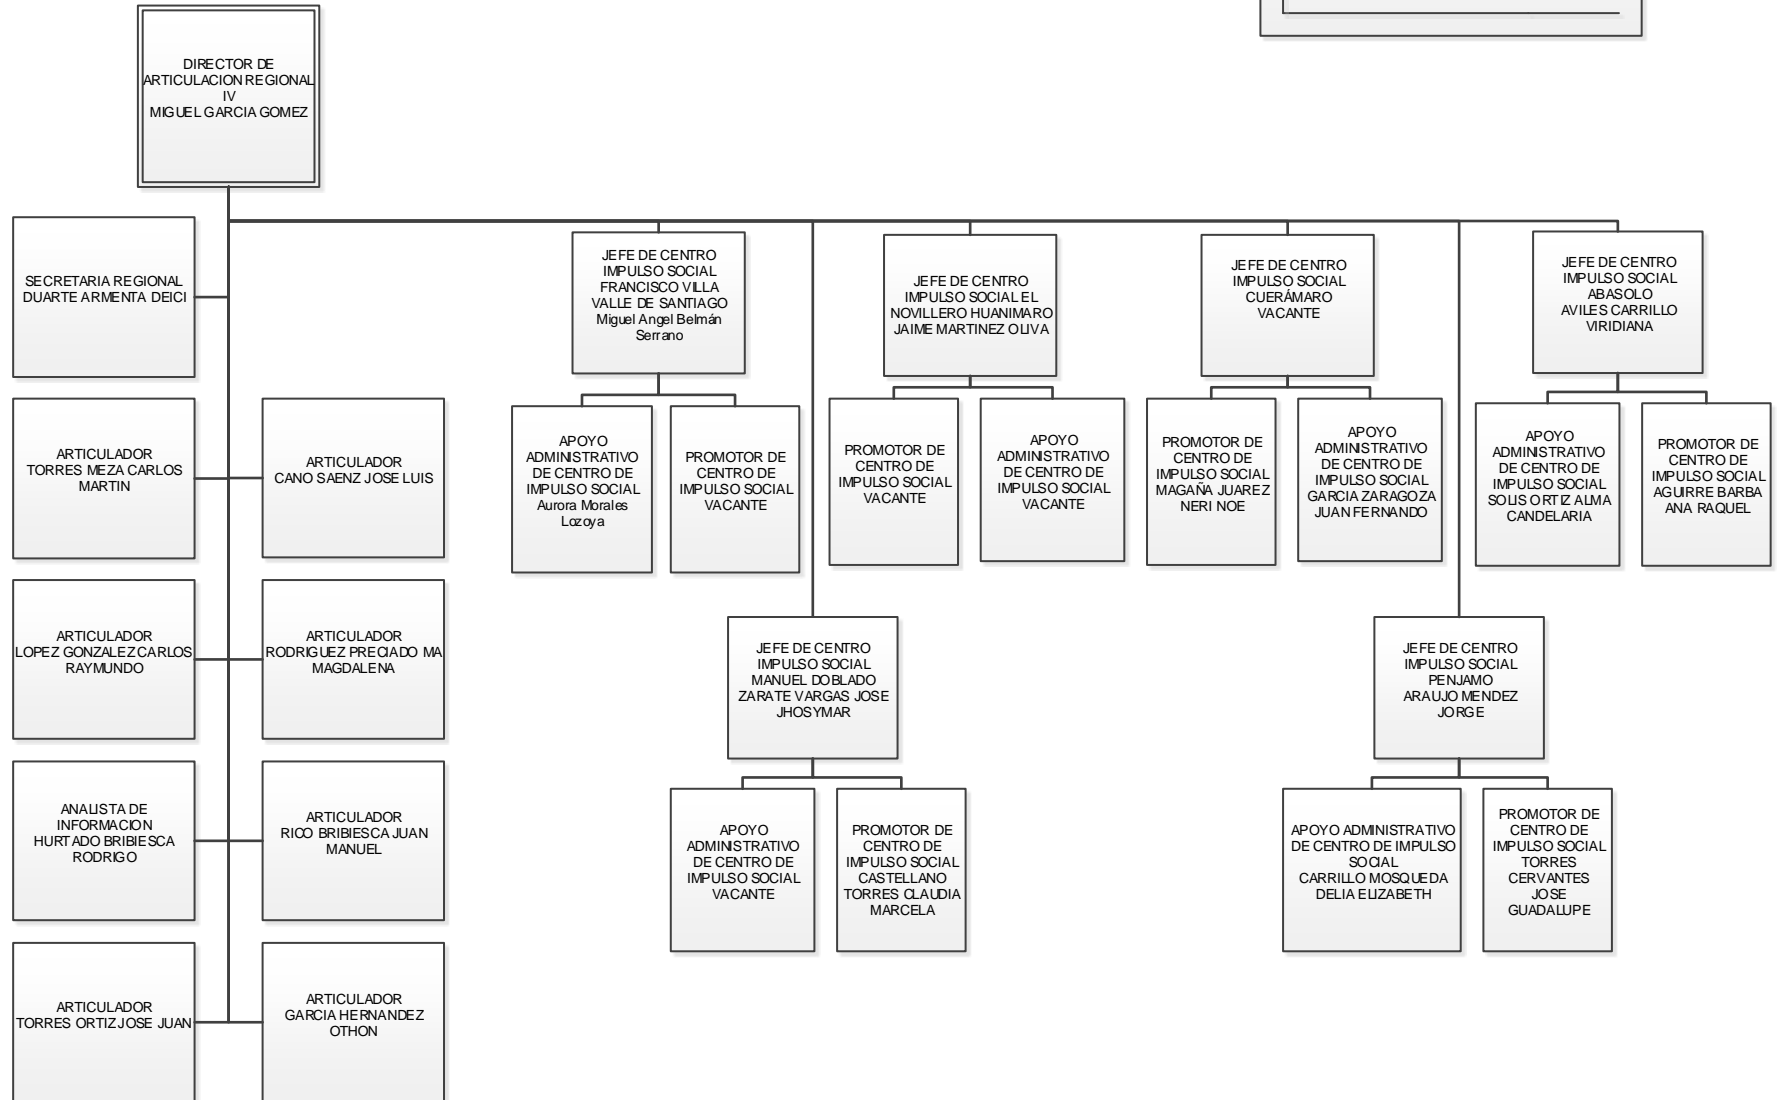 DIRECTOR DE
ARTICULACION REGIONAL
IV
MIGUEL GARCIA GOMEZ
SECRETARIA REGIONAL
DUARTE ARMENTA DEICI
JEFE DE CENTRO
IMPULSO SOCIAL
FRANCISCO VILLA
VALLE DE SANTIAGO
Miguel Angel Belmán
Serrano
JEFE DE CENTRO
IMPULSO SOCIAL EL
NOVILLERO HUANIMARO
JAIME MARTINEZ OLIVA
JEFE DE CENTRO
IMPULSO SOCIAL
CUERÁMARO
VACANTE
JEFE DE CENTRO
IMPULSO SOCIAL
ABASOLO
AVILES CARRILLO
VIRIDIANA
ARTICULADOR
TORRES MEZA CARLOS
MARTIN
ARTICULADOR
CANO SAENZ JOSE LUIS
APOYO
ADMINISTRATIVO
DE CENTRO DE
IMPULSO SOCIAL
Aurora Morales
Lozoya
PROMOTOR DE
CENTRO DE
IMPULSO SOCIAL
VACANTE
PROMOTOR DE
CENTRO DE
IMPULSO SOCIAL
VACANTE
APOYO
ADMINISTRATIVO
DE CENTRO DE
IMPULSO SOCIAL
VACANTE
PROMOTOR DE
CENTRO DE
IMPULSO SOCIAL
MAGAÑA JUAREZ
NERI NOE
APOYO
ADMINISTRATIVO
DE CENTRO DE
IMPULSO SOCIAL
GARCIA ZARAGOZA
JUAN FERNANDO
APOYO
ADMINISTRATIVO
DE CENTRO DE
IMPULSO SOCIAL
SOLIS ORTIZ ALMA
CANDELARIA
PROMOTOR DE
CENTRO DE
IMPULSO SOCIAL
AGUIRRE BARBA
ANA RAQUEL
ARTICULADOR
LOPEZ GONZALEZ CARLOS
RAYMUNDO
ARTICULADOR
RODRIGUEZ PRECIADO MA
MAGDALENA
JEFE DE CENTRO
IMPULSO SOCIAL
MANUEL DOBLADO
ZARATE VARGAS JOSE
JHOSYMAR
JEFE DE CENTRO
IMPULSO SOCIAL
PENJAMO
ARAUJO MENDEZ
JORGE
ANALISTA DE
INFORMACION
HURTADO BRIBIESCA
RODRIGO
ARTICULADOR
RICO BRIBIESCA JUAN
MANUEL
APOYO
ADMINISTRATIVO
DE CENTRO DE
IMPULSO SOCIAL
VACANTE
PROMOTOR DE
CENTRO DE
IMPULSO SOCIAL
CASTELLANO
TORRES CLAUDIA
MARCELA
APOYO ADMINISTRATIVO
DE CENTRO DE IMPULSO
SOCIAL
CARRILLO MOSQUEDA
DELIA ELIZABETH
PROMOTOR DE
CENTRO DE
IMPULSO SOCIAL
TORRES
CERVANTES
JOSE
GUADALUPE
ARTICULADOR
TORRES ORTIZ JOSE JUAN
ARTICULADOR
GARCIA HERNANDEZ
OTHON